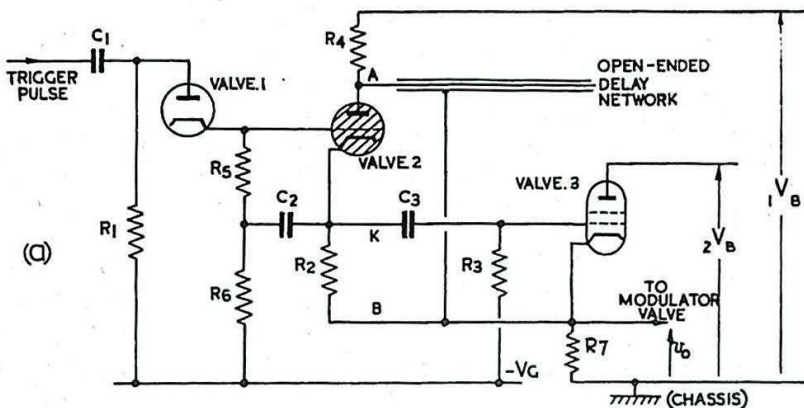 C1
TRIGGER
PULSE
VALVE.1
R4
A
OPEN-ENDED
DELAY
NETWORK
VALVE.2
R5
C2
C3
K
VALVE.3
1VB
2VB
R1
(a)
R6
R2
R3
B
TO
MODULATOR
VALVE
R7
υo
-VG
(CHASSIS)